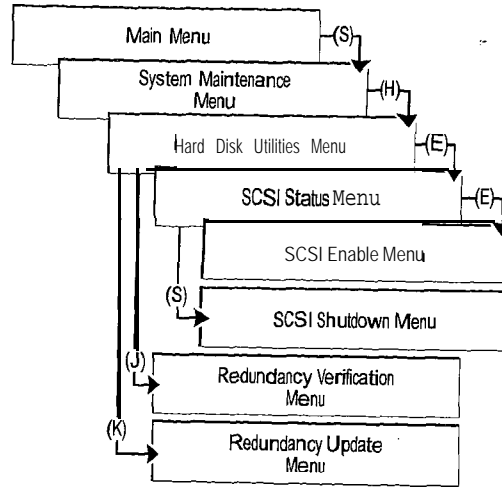 Main Menu
(S)
System Maintenance
Menu
(H)
Hard Disk Utilities Menu
(E)
SCSI Status Menu
(E)
SCSI Enable Menu
(S)
SCSI Shutdown Menu
(J)
Redundancy Verification
Menu
(K)
Redundancy Update
Menu